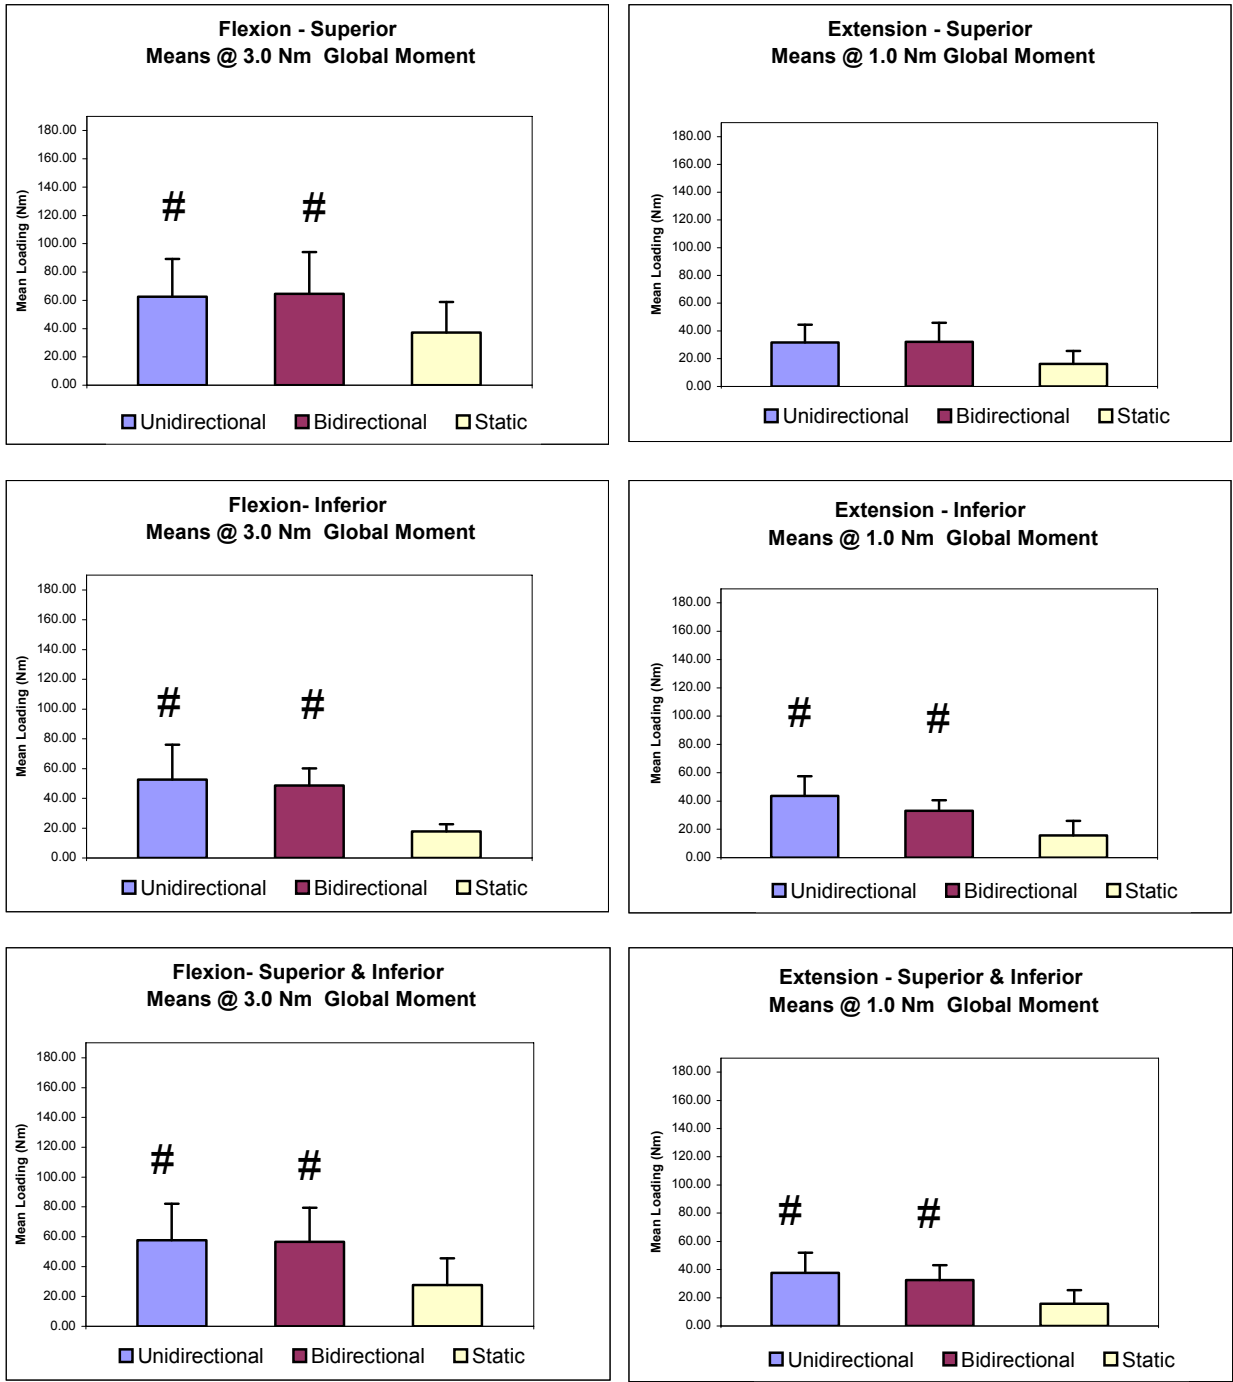 Flexion - Superior
Means @ 3.0 Nm  Global Moment
Mean Loading (Nm)
180.00
160.00
140.00
120.00
100.00
80.00
60.00
40.00
20.00
0.00
# #
Unidirectional Bidirectional Static
Extension - Superior
Means @ 1.0 Nm Global Moment
Mean Loading (Nm)
180.00
160.00
140.00
120.00
100.00
80.00
60.00
40.00
20.00
0.00
Unidirectional Bidirectional Static
Flexion- Inferior
Means @ 3.0 Nm  Global Moment
Mean Loading (Nm)
180.00
160.00
140.00
120.00
100.00
80.00
60.00
40.00
20.00
0.00
# #
Unidirectional Bidirectional Static
Extension - Inferior
Means @ 1.0 Nm  Global Moment
Mean Loading (Nm)
180.00
160.00
140.00
120.00
100.00
80.00
60.00
40.00
20.00
0.00
# #
Unidirectional Bidirectional Static
Flexion- Superior & Inferior
Means @ 3.0 Nm  Global Moment
Mean Loading (Nm)
180.00
160.00
140.00
120.00
100.00
80.00
60.00
40.00
20.00
0.00
# #
Unidirectional Bidirectional Static
Extension - Superior & Inferior
Means @ 1.0 Nm  Global Moment
Mean Loading (Nm)
180.00
160.00
140.00
120.00
100.00
80.00
60.00
40.00
20.00
0.00
# #
Unidirectional Bidirectional Static